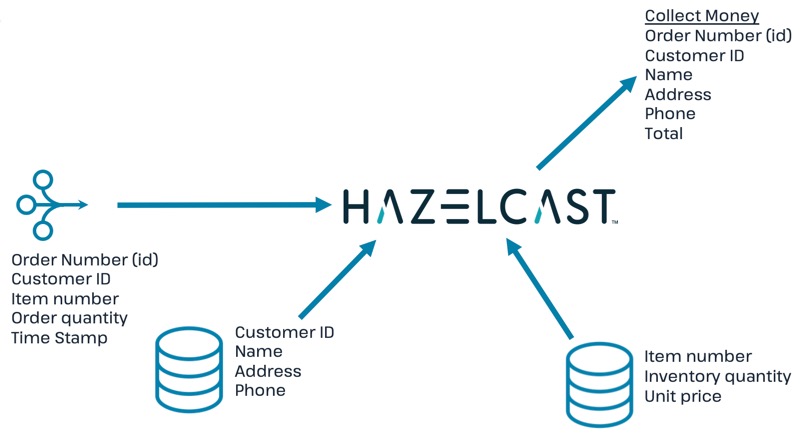 Collect Money
Order Number (id)
Customer ID
Name
Address
Phone
Total
HAZELCAST™
Order Number (id)
Customer ID
Item number
Order quantity
Time Stamp
Customer ID
Name
Address
Phone
Item number
Inventory quantity
Unit price